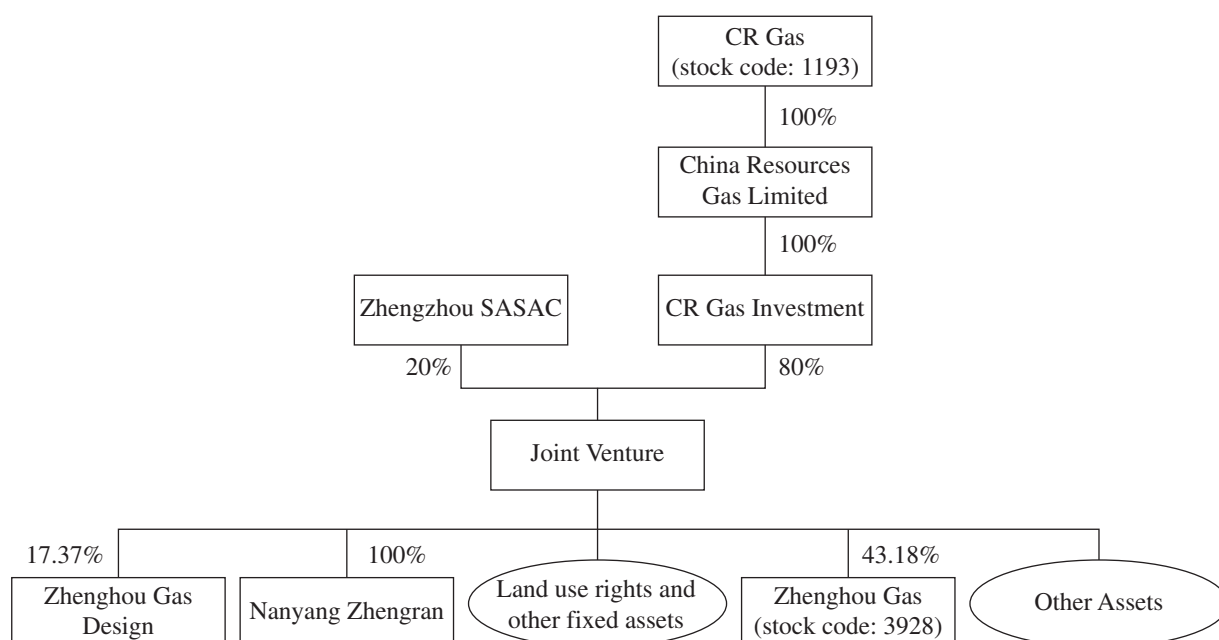 CR Gas
(stock code: 1193)
100%
China Resources
Gas Limited
100%
Zhengzhou SASAC
CR Gas Investment
20%
80%
Joint Venture
17.37%
100%
43.18%
Zhenghou Gas
Design
Nanyang Zhengran
Land use rights and
other fixed assets
Zhenghou Gas
(stock code: 3928)
Other Assets